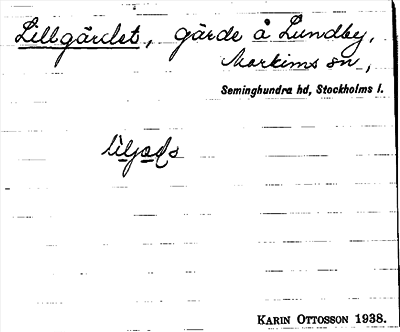 Lillgärdet, gärde å Lundby,
Markims sn,
Seminghundra hd, Stockholms l.
KARIN OTTOSSON 1938.